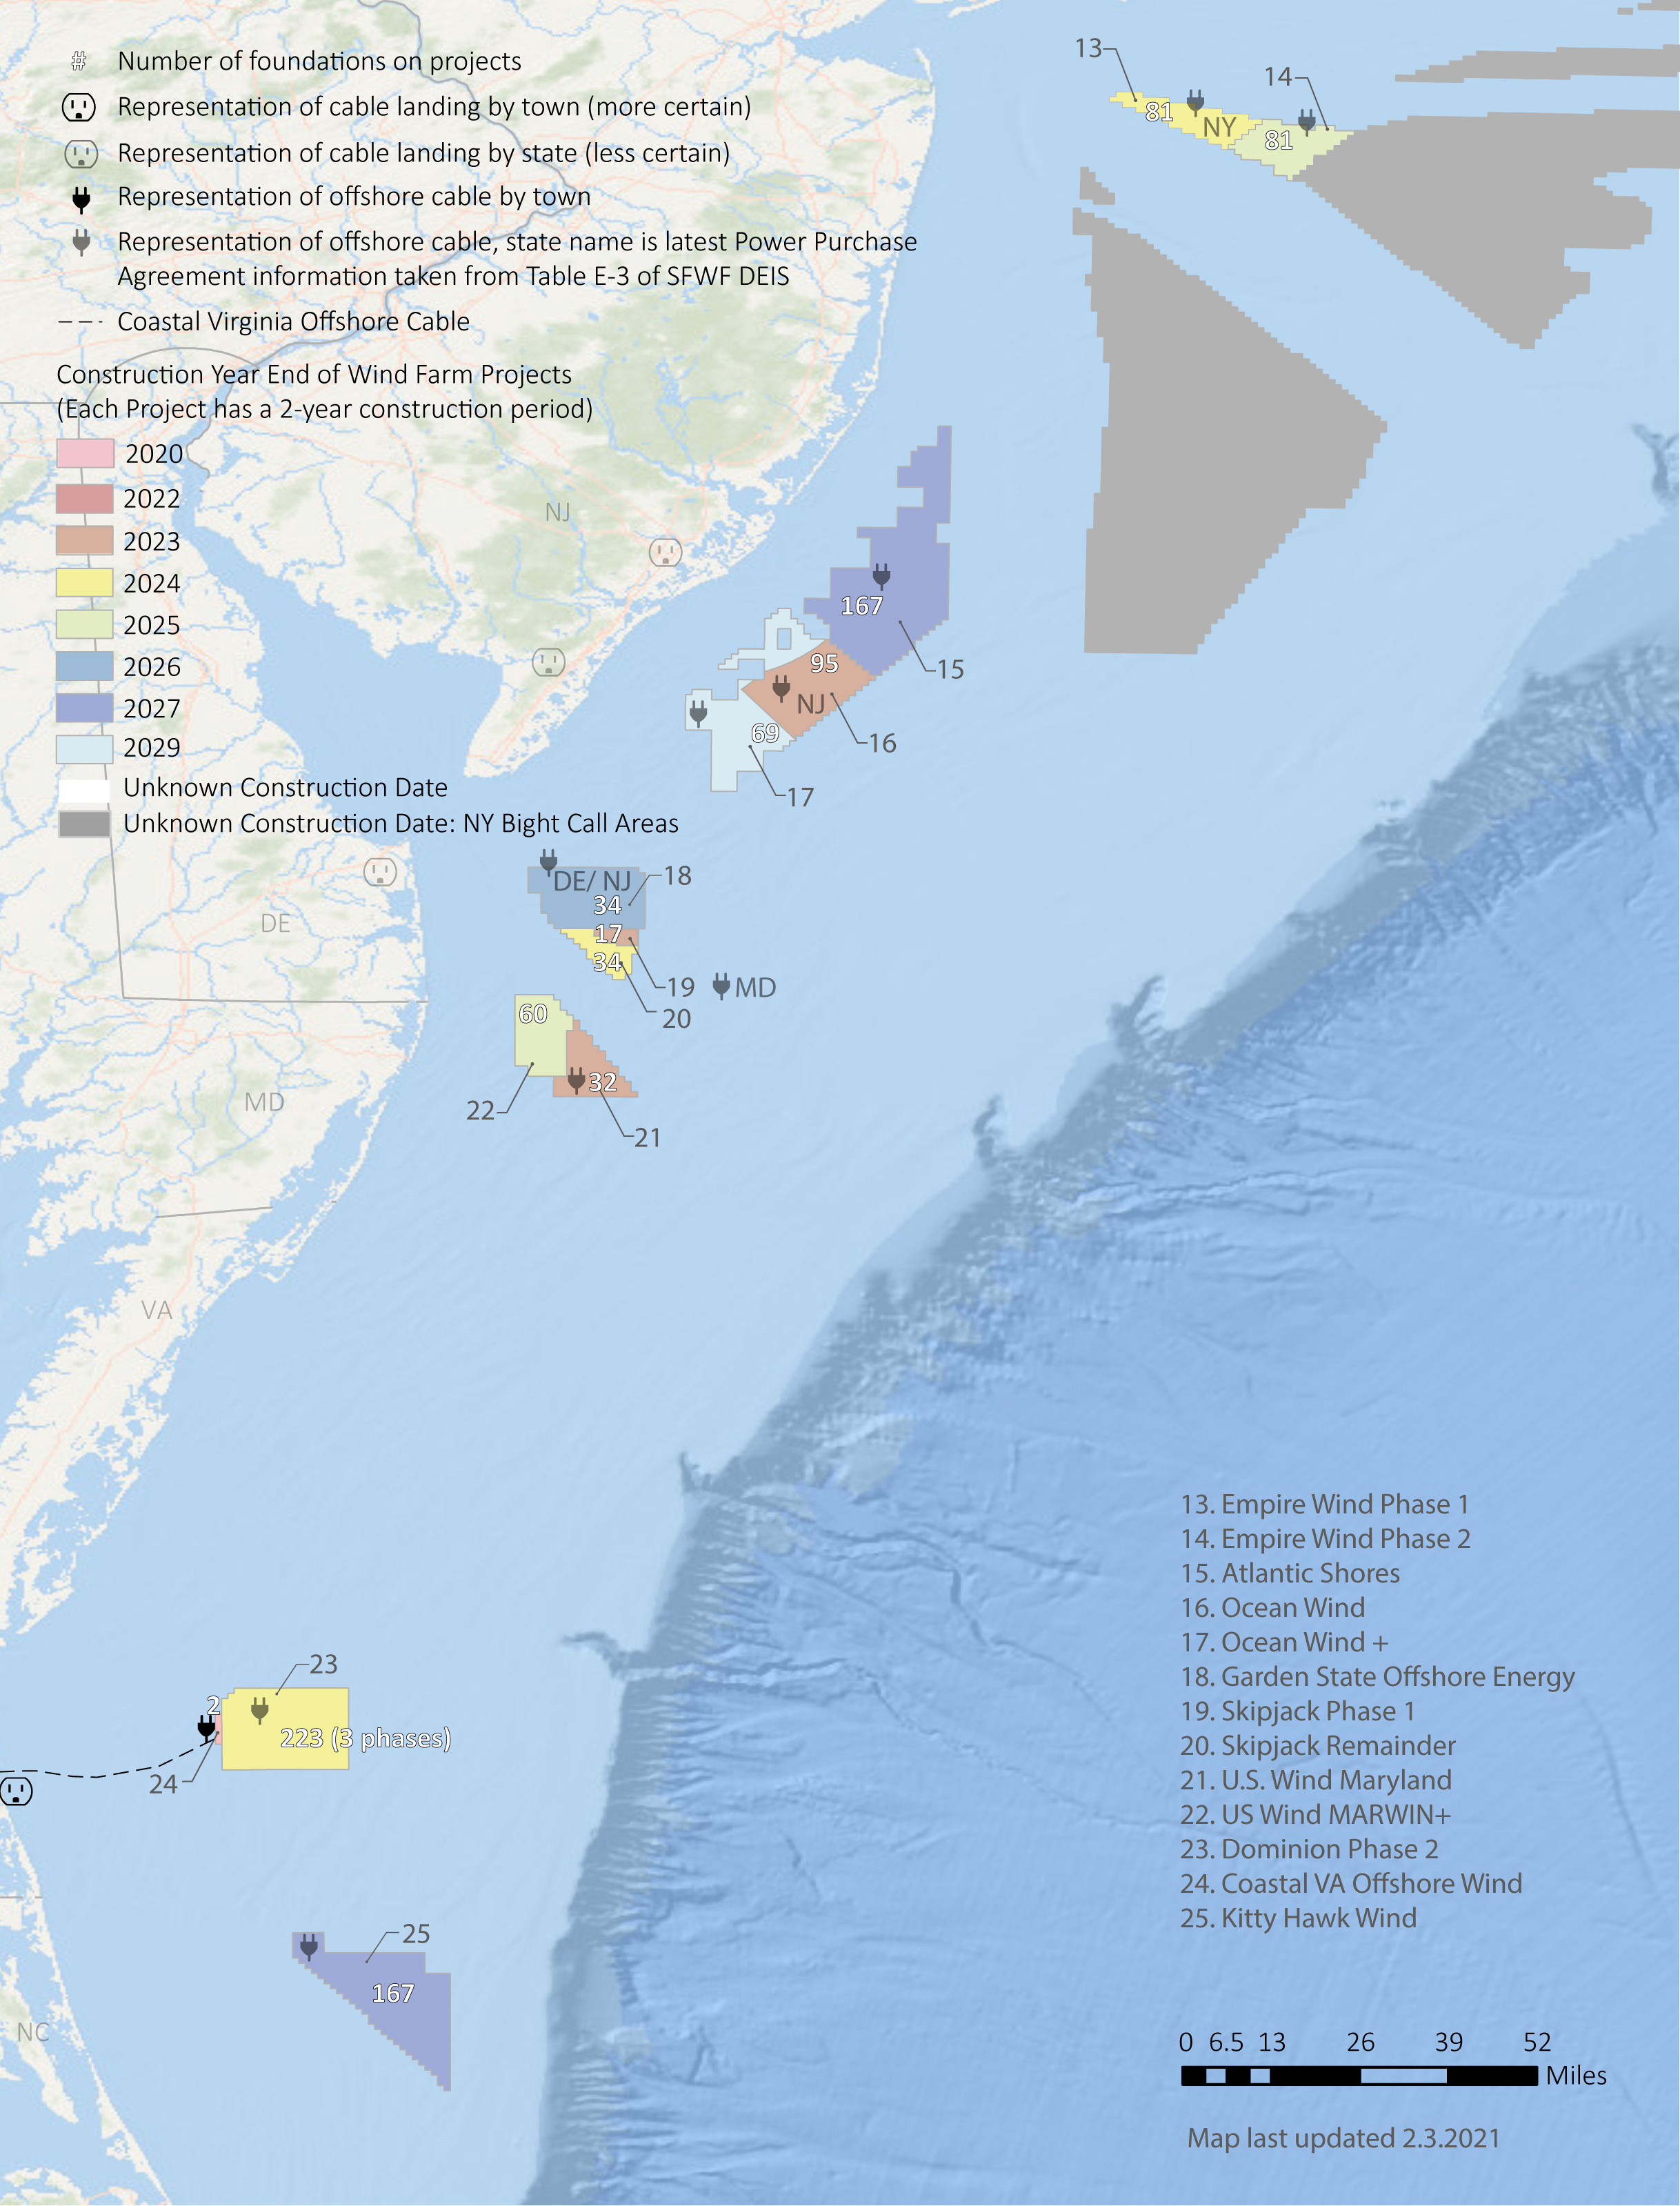 # Number of foundations on projects
Representation of cable landing by town (more certain)
Representation of cable landing by state (less certain)
Representation of offshore cable by town
Representation of offshore cable, state name is latest Power Purchase
Agreement information taken from Table E-3 of SFWF DEIS
Coastal Virginia Offshore Cable
Construction Year End of Wind Farm Projects
(Each Project has a 2-year construction period)
2020
2022
2023
2024
2025
2026
2027
2029
Unknown Construction Date
Unknown Construction Date: NY Bight Call Areas
13
14
81
NY
81
NJ
167
15
95
NJ
16
69
17
DE/ NJ
18
34
17
34
19
MD
20
DE
60
32
22
21
MD
VA
23
2
223 (3 phases)
24
25
167
NC
13. Empire Wind Phase 1
14. Empire Wind Phase 2
15. Atlantic Shores
16. Ocean Wind
17. Ocean Wind +
18. Garden State Offshore Energy
19. Skipjack Phase 1
20. Skipjack Remainder
21. U.S. Wind Maryland
22. US Wind MARWIN+
23. Dominion Phase 2
24. Coastal VA Offshore Wind
25. Kitty Hawk Wind
0 6.5 13 26 39 52
Miles
Map last updated 2.3.2021